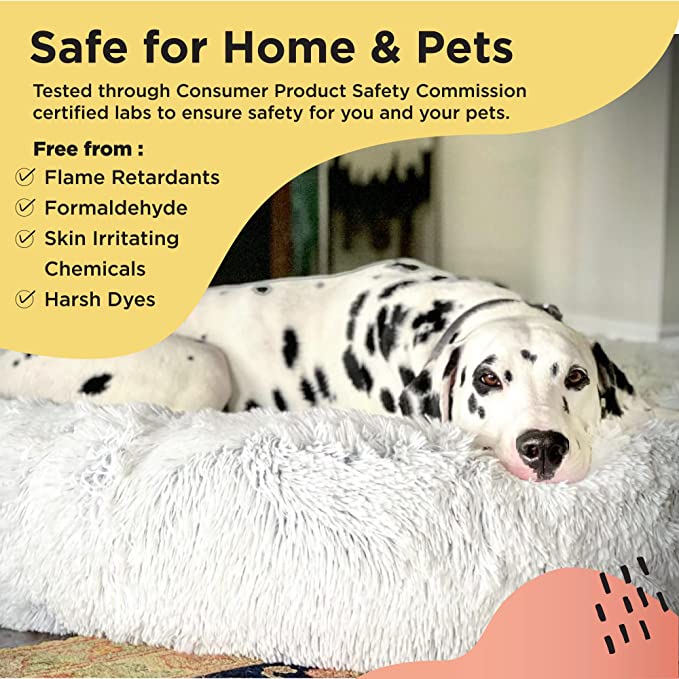 Safe for Home & Pets
Tested through Consumer Product Safety Commission
certified labs to ensure safety for you and your pets.
Free from :
Flame Retardants
Formaldehyde
Skin Irritating
Chemicals
Harsh Dyes